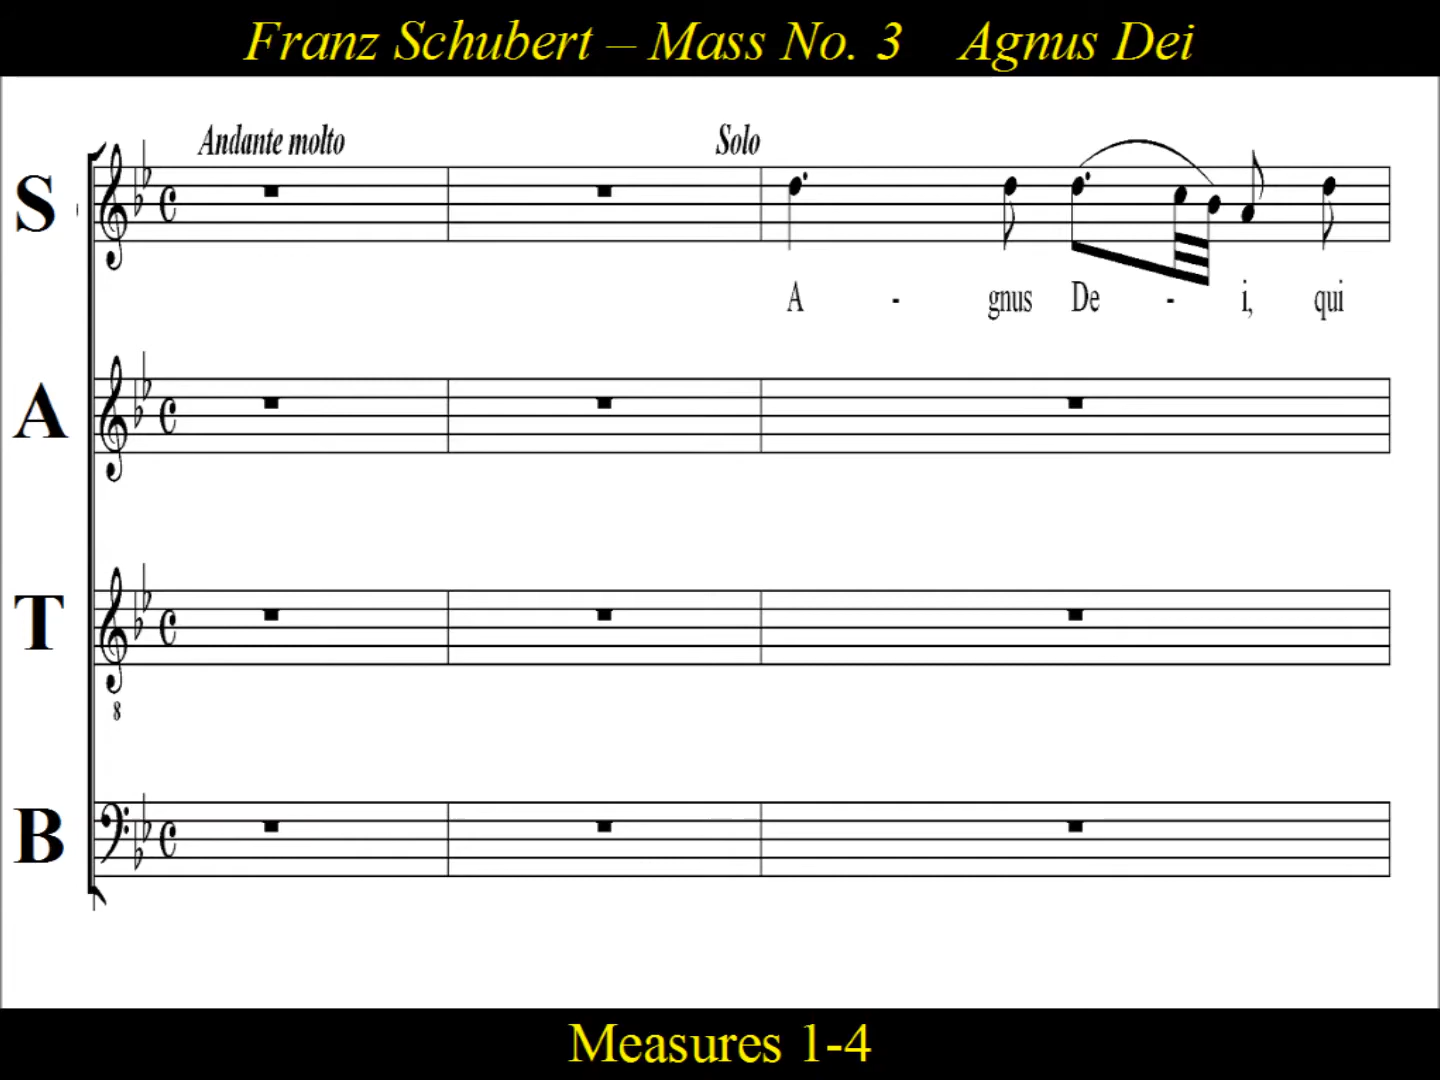 Franz Schubert – Mass No. 3 Agnus Dei
Andante molto Solo
S
A - gnus De - i, qui
A
T
8
B
Measures 1-4